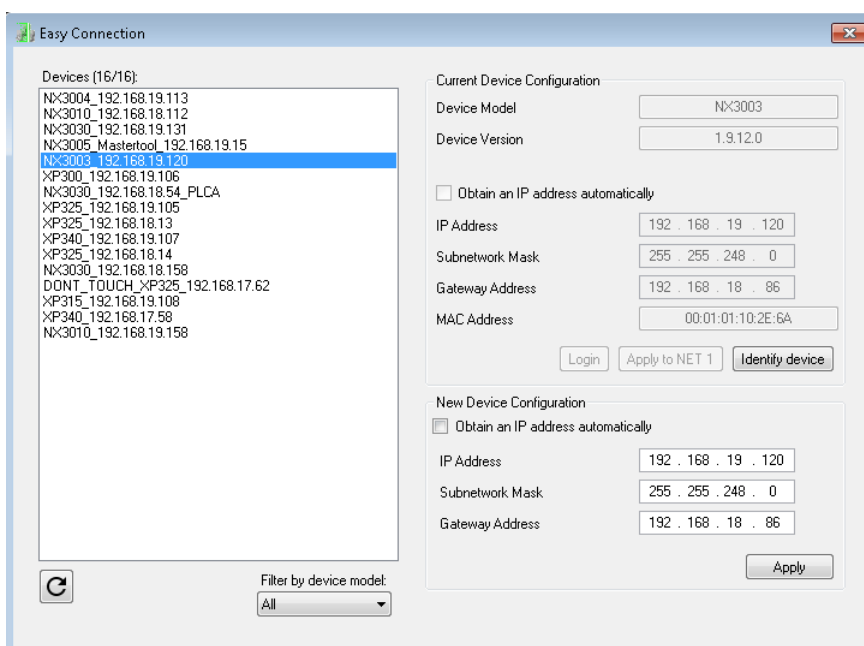 Easy Connection
Devices (16/16):
NX3004_192.168.19.113
NX3010_192.168.18.112
NX3030_192.168.19.131
NX3005_Mastertool_192.168.19.15
NX3003_192.168.19.120
XP300_192.168.19.106
NX3030_192.168.18.54_PLCA
XP325_192.168.19.105
XP325_192.168.18.13
XP340_192.168.19.107
XP325_192.168.18.14
NX3030_192.168.18.158
DONT_TOUCH_XP325_192.168.17.62
XP315_192.168.19.108
XP340_192.168.17.58
NX3010_192.168.19.158
Filter by device model:
All
Current Device Configuration
Device Model NX3003
Device Version 1.9.12.0
Obtain an IP address automatically
IP Address 192 . 168 . 19 . 120
Subnetwork Mask 255 . 255 . 248 . 0
Gateway Address 192 . 168 . 18 . 86
MAC Address 00:01:01:10:2E:6A
Login Apply to NET 1 Identify device
New Device Configuration
Obtain an IP address automatically
IP Address 192 . 168 . 19 . 120
Subnetwork Mask 255 . 255 . 248 . 0
Gateway Address 192 . 168 . 18 . 86
Apply